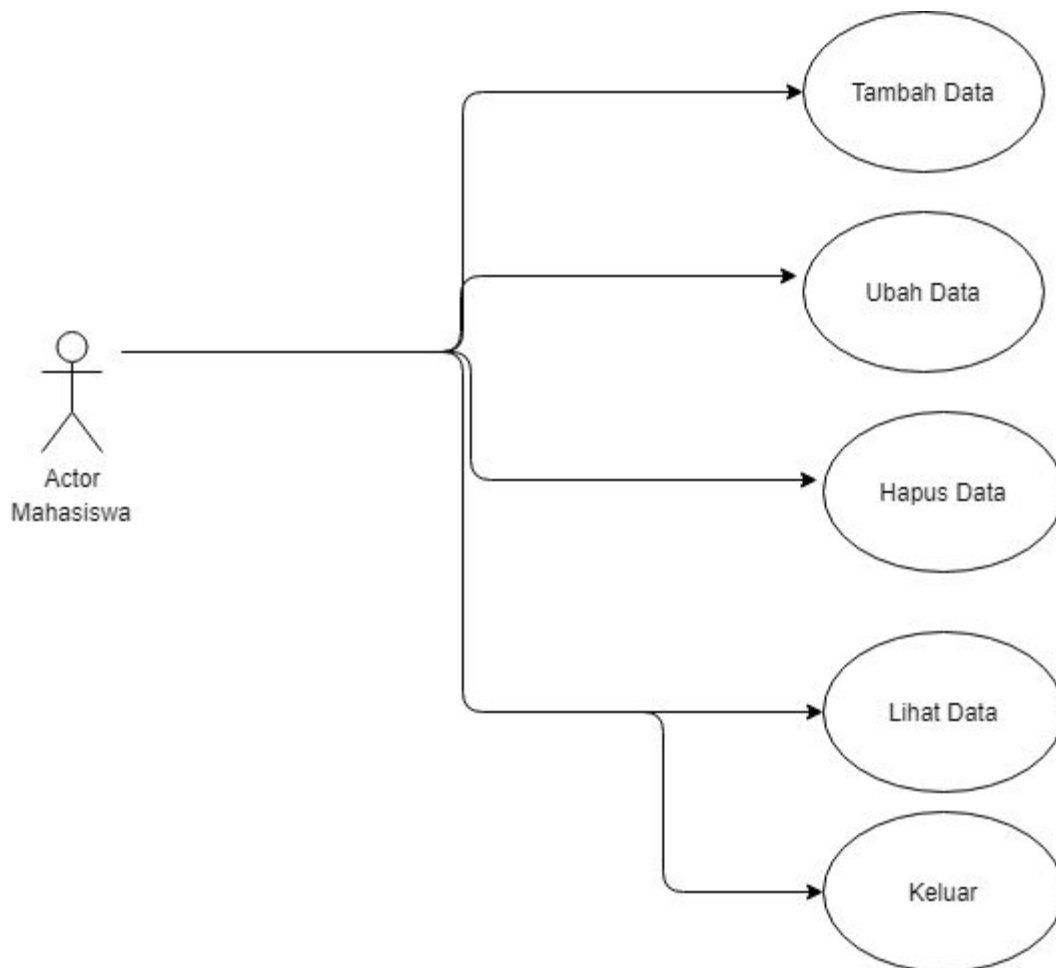 Tambah Data
Ubah Data
Actor
Mahasiswa
Hapus Data
Lihat Data
Keluar